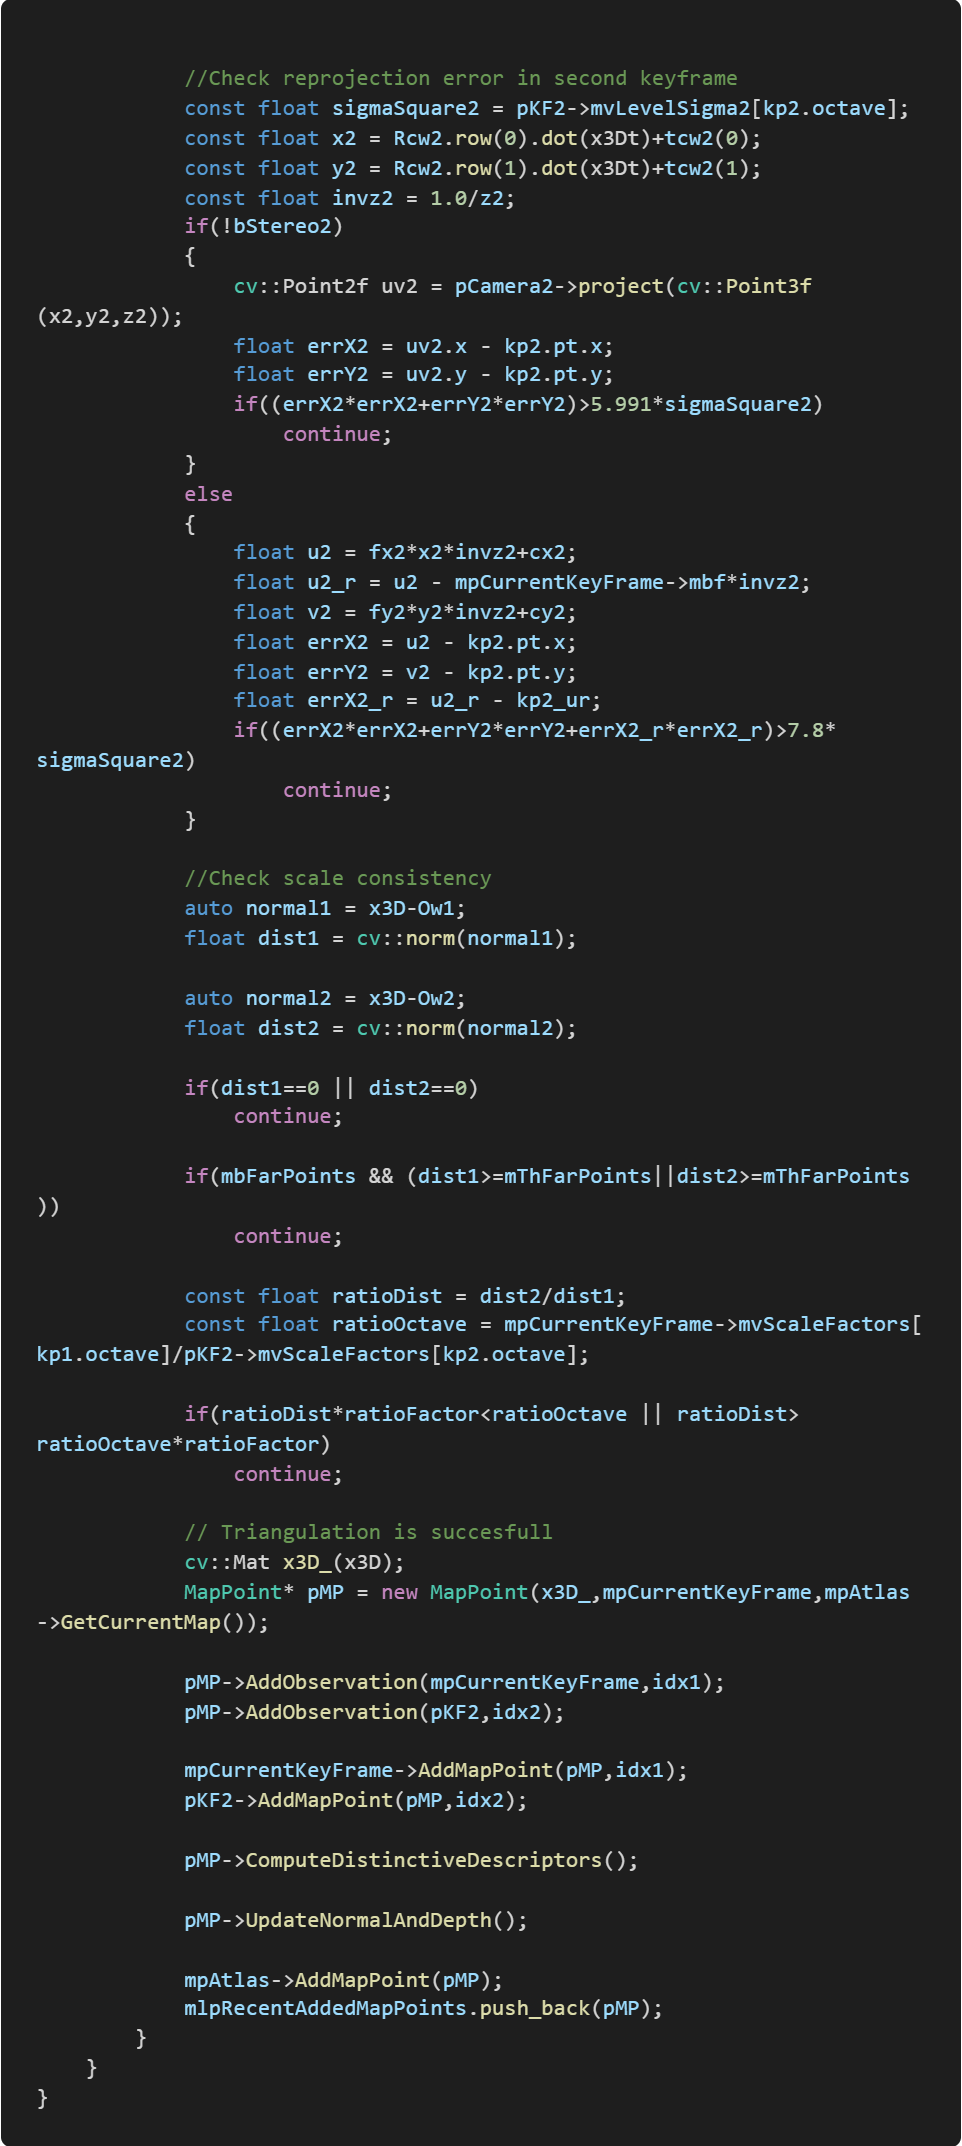 //Check reprojection error in second keyframe
const float sigmaSquare2 = pKF2->mvLevelSigma2[kp2.octave];
const float x2 = Rcw2.row(0).dot(x3Dt)+tcw2(0);
const float y2 = Rcw2.row(1).dot(x3Dt)+tcw2(1);
const float invz2 = 1.0/z2;
if(!bStereo2)
{
cv::Point2f uv2 = pCamera2->project(cv::Point3f
(x2,y2,z2));
float errX2 = uv2.x - kp2.pt.x;
float errY2 = uv2.y - kp2.pt.y;
if((errX2*errX2+errY2*errY2)>5.991*sigmaSquare2)
continue;
}
else
{
float u2 = fx2*x2*invz2+cx2;
float u2_r = u2 - mpCurrentKeyFrame->mbf*invz2;
float v2 = fy2*y2*invz2+cy2;
float errX2 = u2 - kp2.pt.x;
float errY2 = v2 - kp2.pt.y;
float errX2_r = u2_r - kp2_ur;
if((errX2*errX2+errY2*errY2+errX2_r*errX2_r)>7.8*
sigmaSquare2)
continue;
}
//Check scale consistency
auto normal1 = x3D-Ow1;
float dist1 = cv::norm(normal1);
auto normal2 = x3D-Ow2;
float dist2 = cv::norm(normal2);
if(dist1==0 || dist2==0)
continue;
if(mbFarPoints && (dist1>=mThFarPoints||dist2>=mThFarPoints
))
continue;
const float ratioDist = dist2/dist1;
const float ratioOctave = mpCurrentKeyFrame->mvScaleFactors[
kp1.octave]/pKF2->mvScaleFactors[kp2.octave];
if(ratioDist*ratioFactor<ratioOctave || ratioDist>
ratioOctave*ratioFactor)
continue;
// Triangulation is succesfull
cv::Mat x3D_(x3D);
MapPoint* pMP = new MapPoint(x3D_,mpCurrentKeyFrame,mpAtlas
->GetCurrentMap());
pMP->AddObservation(mpCurrentKeyFrame,idx1);
pMP->AddObservation(pKF2,idx2);
mpCurrentKeyFrame->AddMapPoint(pMP,idx1);
pKF2->AddMapPoint(pMP,idx2);
pMP->ComputeDistinctiveDescriptors();
pMP->UpdateNormalAndDepth();
mpAtlas->AddMapPoint(pMP);
mlpRecentAddedMapPoints.push_back(pMP);
}
}
}